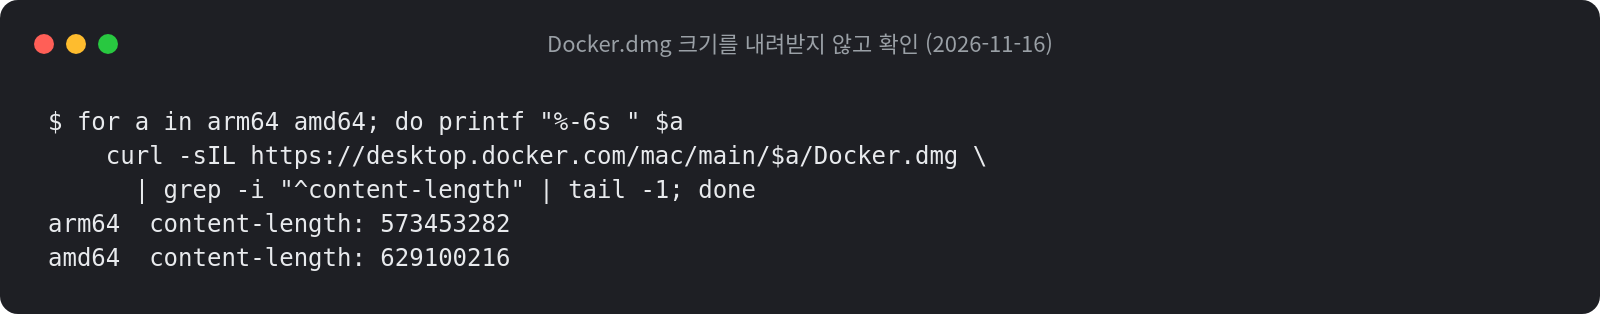 Docker.dmg 크기를 내려받지 않고 확인 (2026-11-16)
$ for a in arm64 amd64; do printf "%-6s " $a
    curl -sIL https://desktop.docker.com/mac/main/$a/Docker.dmg \
      | grep -i "^content-length" | tail -1; done
arm64  content-length: 573453282
amd64  content-length: 629100216